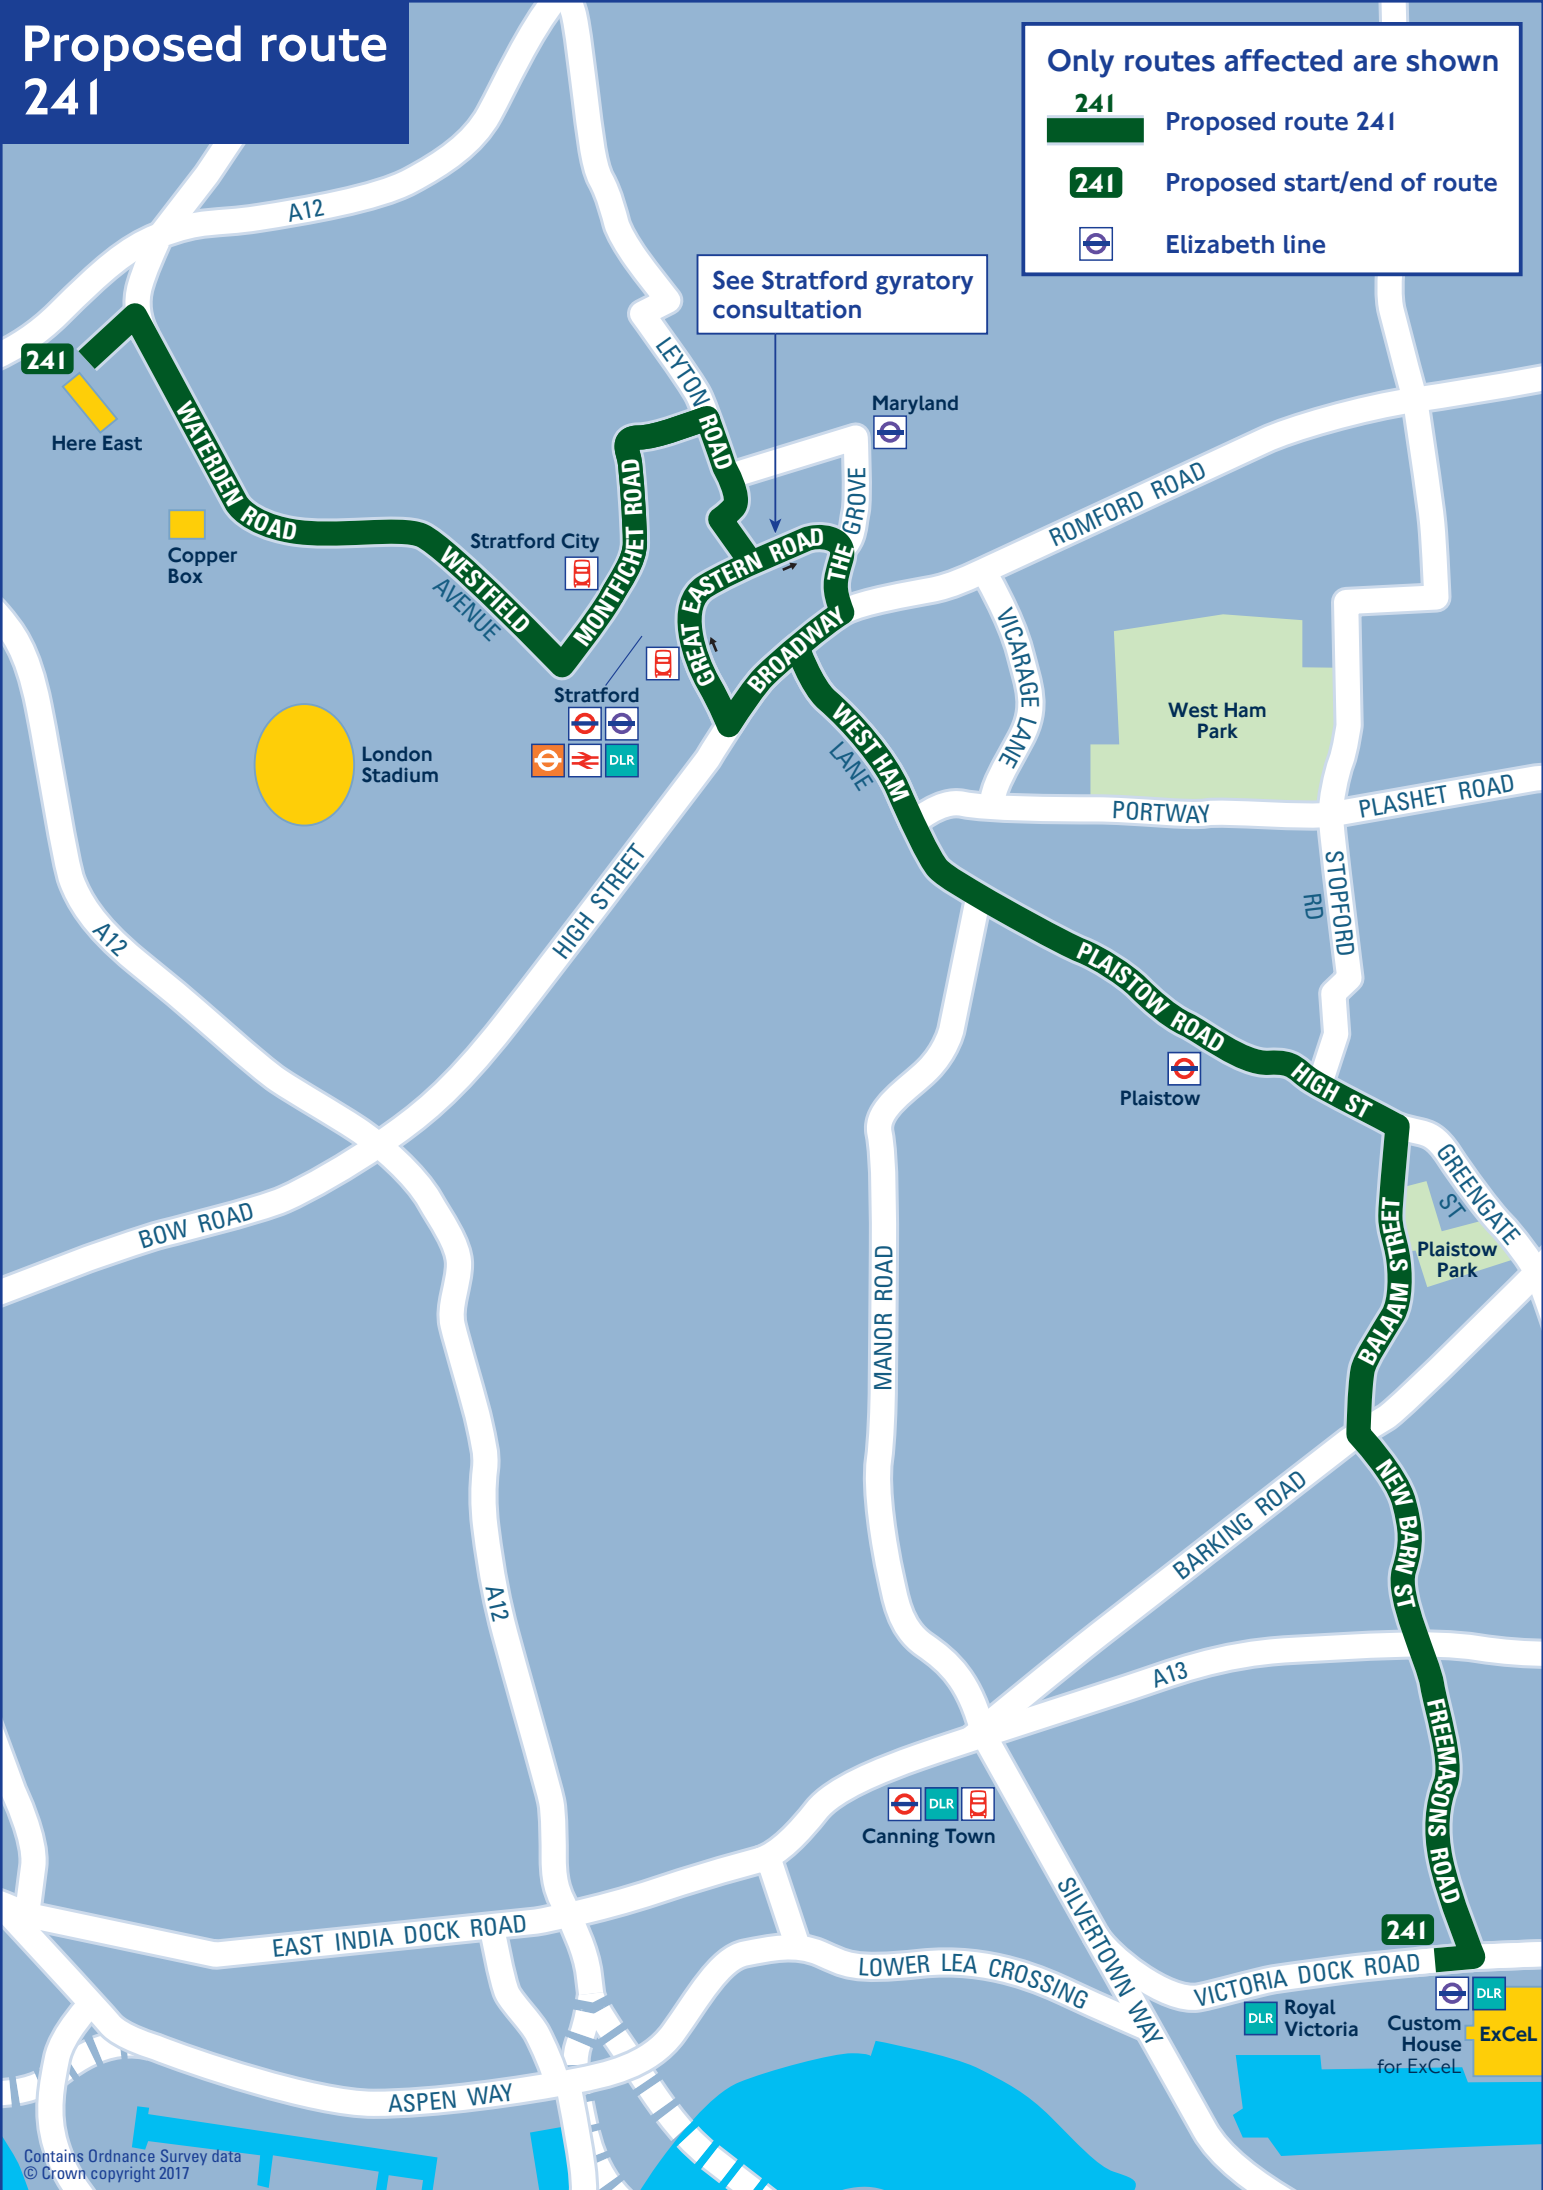 Proposed route
241
Only routes affected are shown
241
Proposed route 241
241
Proposed start/end of route
Elizabeth line
A12
See Stratford gyratory
consultation
LEYTON ROAD
Maryland
241
Here East
WATERDEN ROAD
Copper
Box
Stratford City
WESTFIELD
AVENUE
MONTFICHET ROAD
GREAT EASTERN ROAD
THE GROVE
BROADWAY
ROMFORD ROAD
VICARAGE LANE
West Ham
Park
Stratford
DLR
London
Stadium
WEST HAM
LANE
PORTWAY
PLASHET ROAD
STOPFORD
RD
HIGH STREET
A12
PLAISTOW ROAD
Plaistow
HIGH ST
GREENGATE
ST
Plaistow
Park
BALAAM STREET
BOW ROAD
MANOR ROAD
BARKING ROAD
NEW BARN ST
A12
A13
FREEMASONS ROAD
DLR
Canning Town
SILVERTOWN WAY
EAST INDIA DOCK ROAD
LOWER LEA CROSSING
241
VICTORIA DOCK ROAD
DLR
DLR
Royal
Victoria
Custom
House
for ExCeL
ExCeL
ASPEN WAY
Contains Ordnance Survey data
© Crown copyright 2017